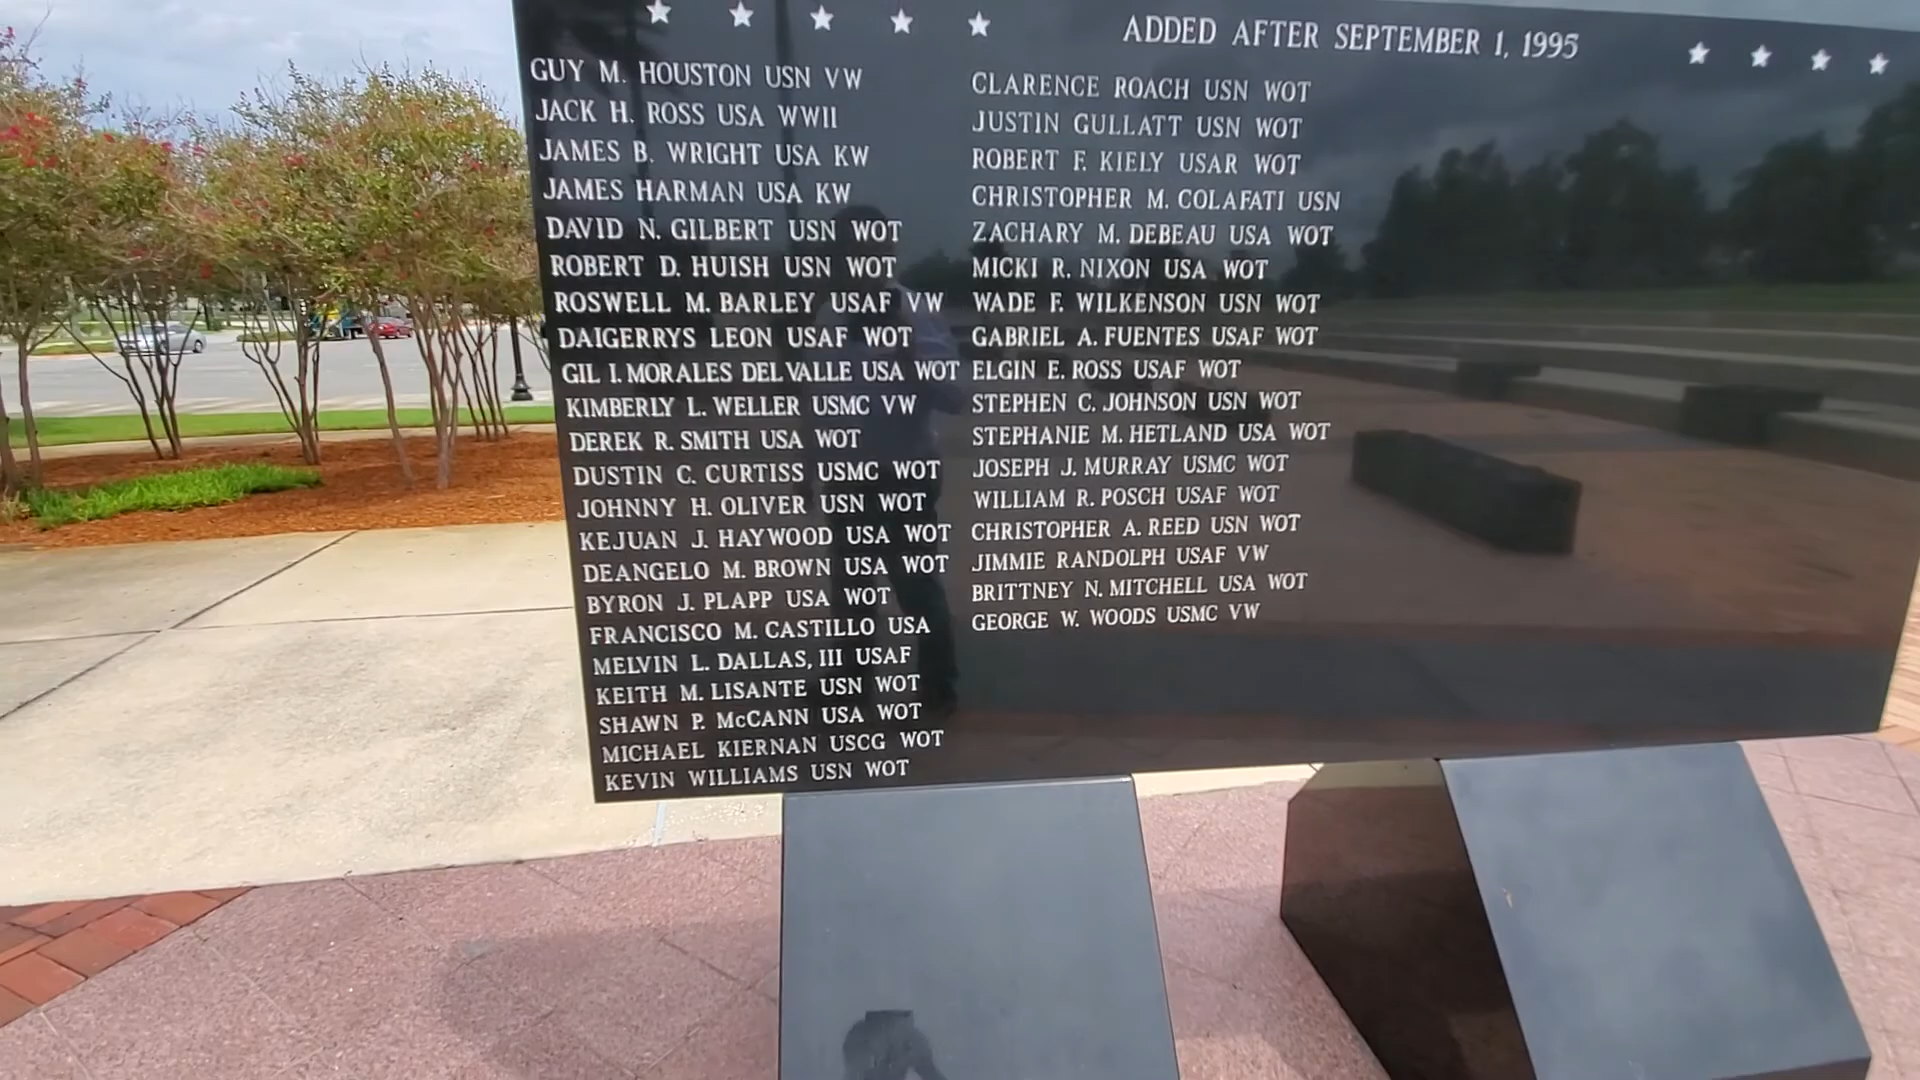 ADDED AFTER SEPTEMBER 1, 1995
GUY M. HOUSTON USN VW
JACK H. ROSS USA WWII
JAMES B. WRIGHT USA KW
JAMES HARMAN USA KW
DAVID N. GILBERT USN WOT
ROBERT D. HUISH USN WOT
ROSWELL M. BARLEY USAF VW
DAIGERRYS LEON USAF WOT
GIL I. MORALES DEL VALLE USA WOT
KIMBERLY L. WELLER USMC VW
DEREK R. SMITH USA WOT
DUSTIN C. CURTISS USMC WOT
JOHNNY H. OLIVER USN WOT
KEJUAN J. HAYWOOD USA WOT
DEANGELO M. BROWN USA WOT
BYRON J. PLAPP USA WOT
FRANCISCO M. CASTILLO USA
MELVIN L. DALLAS, III USAF
KEITH M. LISANTE USN WOT
SHAWN P. McCANN USA WOT
MICHAEL KIERNAN USCG WOT
KEVIN WILLIAMS USN WOT
CLARENCE ROACH USN WOT
JUSTIN GULLATT USN WOT
ROBERT F. KIELY USAR WOT
CHRISTOPHER M. COLAFATI USN
ZACHARY M. DEBEAU USA WOT
MICKI R. NIXON USA WOT
WADE F. WILKENSON USN WOT
GABRIEL A. FUENTES USAF WOT
ELGIN E. ROSS USAF WOT
STEPHEN C. JOHNSON USN WOT
STEPHANIE M. HETLAND USA WOT
JOSEPH J. MURRAY USMC WOT
WILLIAM R. POSCH USAF WOT
CHRISTOPHER A. REED USN WOT
JIMMIE RANDOLPH USAF VW
BRITTNEY N. MITCHELL USA WOT
GEORGE W. WOODS USMC VW